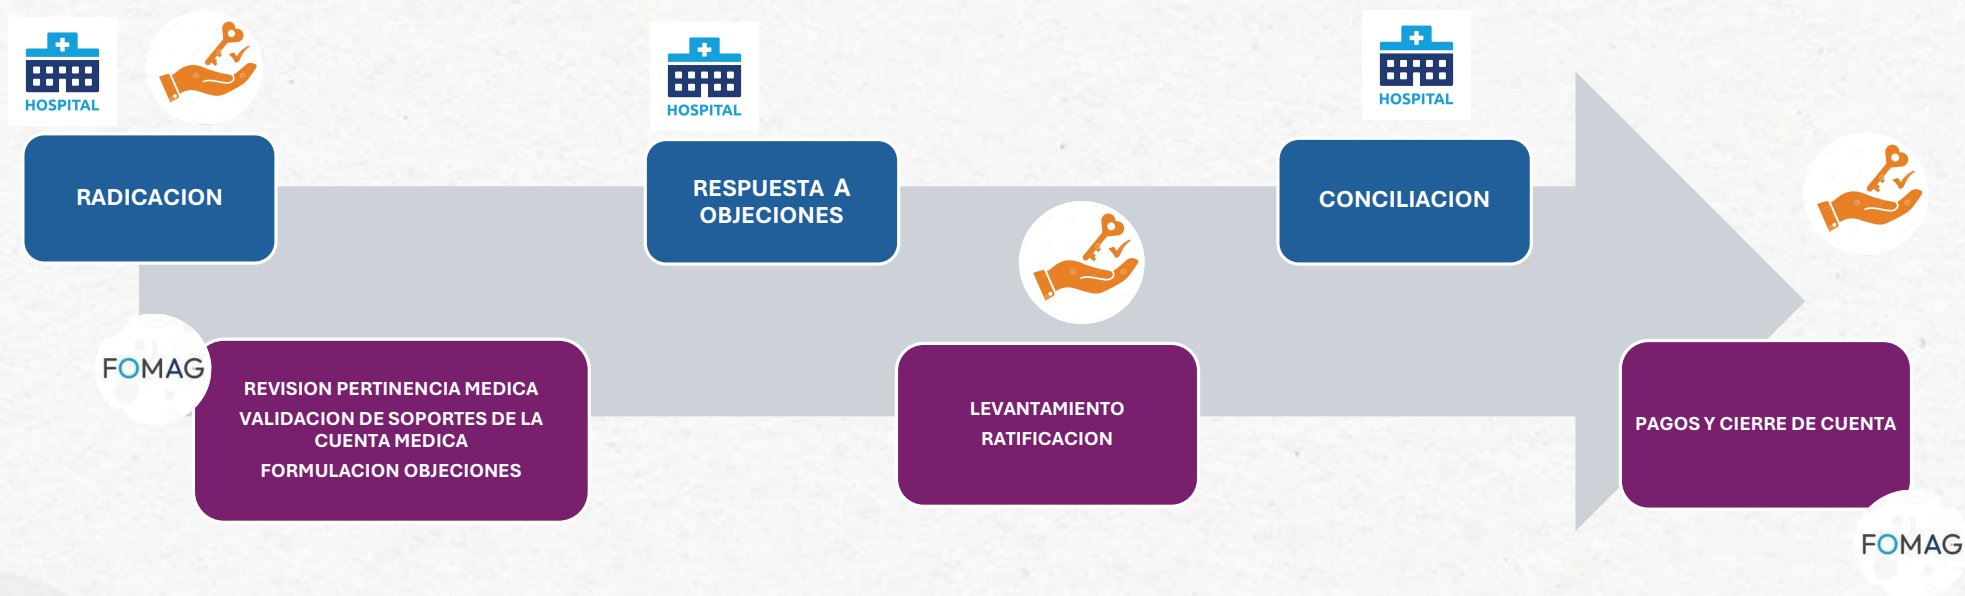 HOSPITAL
RADICACION
FOMAG
REVISION PERTINENCIA MEDICA
VALIDACION DE SOPORTES DE LA
CUENTA MEDICA
FORMULACION OBJECIONES
HOSPITAL
RESPUESTA A
OBJECIONES
LEVANTAMIENTO
RATIFICACION
HOSPITAL
CONCILIACION
PAGOS Y CIERRE DE CUENTA
FOMAG